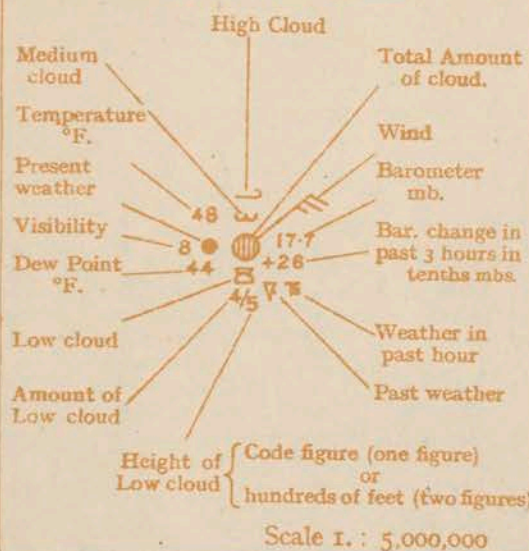 High Cloud
Medium
cloud
Total Amount
of cloud.
Temperature
°F.
Wind
Present
weather
Barometer
mb.
Visibility
Bar. change in
past 3 hours in
tenths mbs.
Dew Point
°F.
48
8
17.7
44
+26
4/5
Low cloud
Weather in
past hour
Amount of
Low cloud
Past weather
Height of
Low cloud
Code figure (one figure)
or
hundreds of feet (two figures)
Scale 1. : 5,000,000